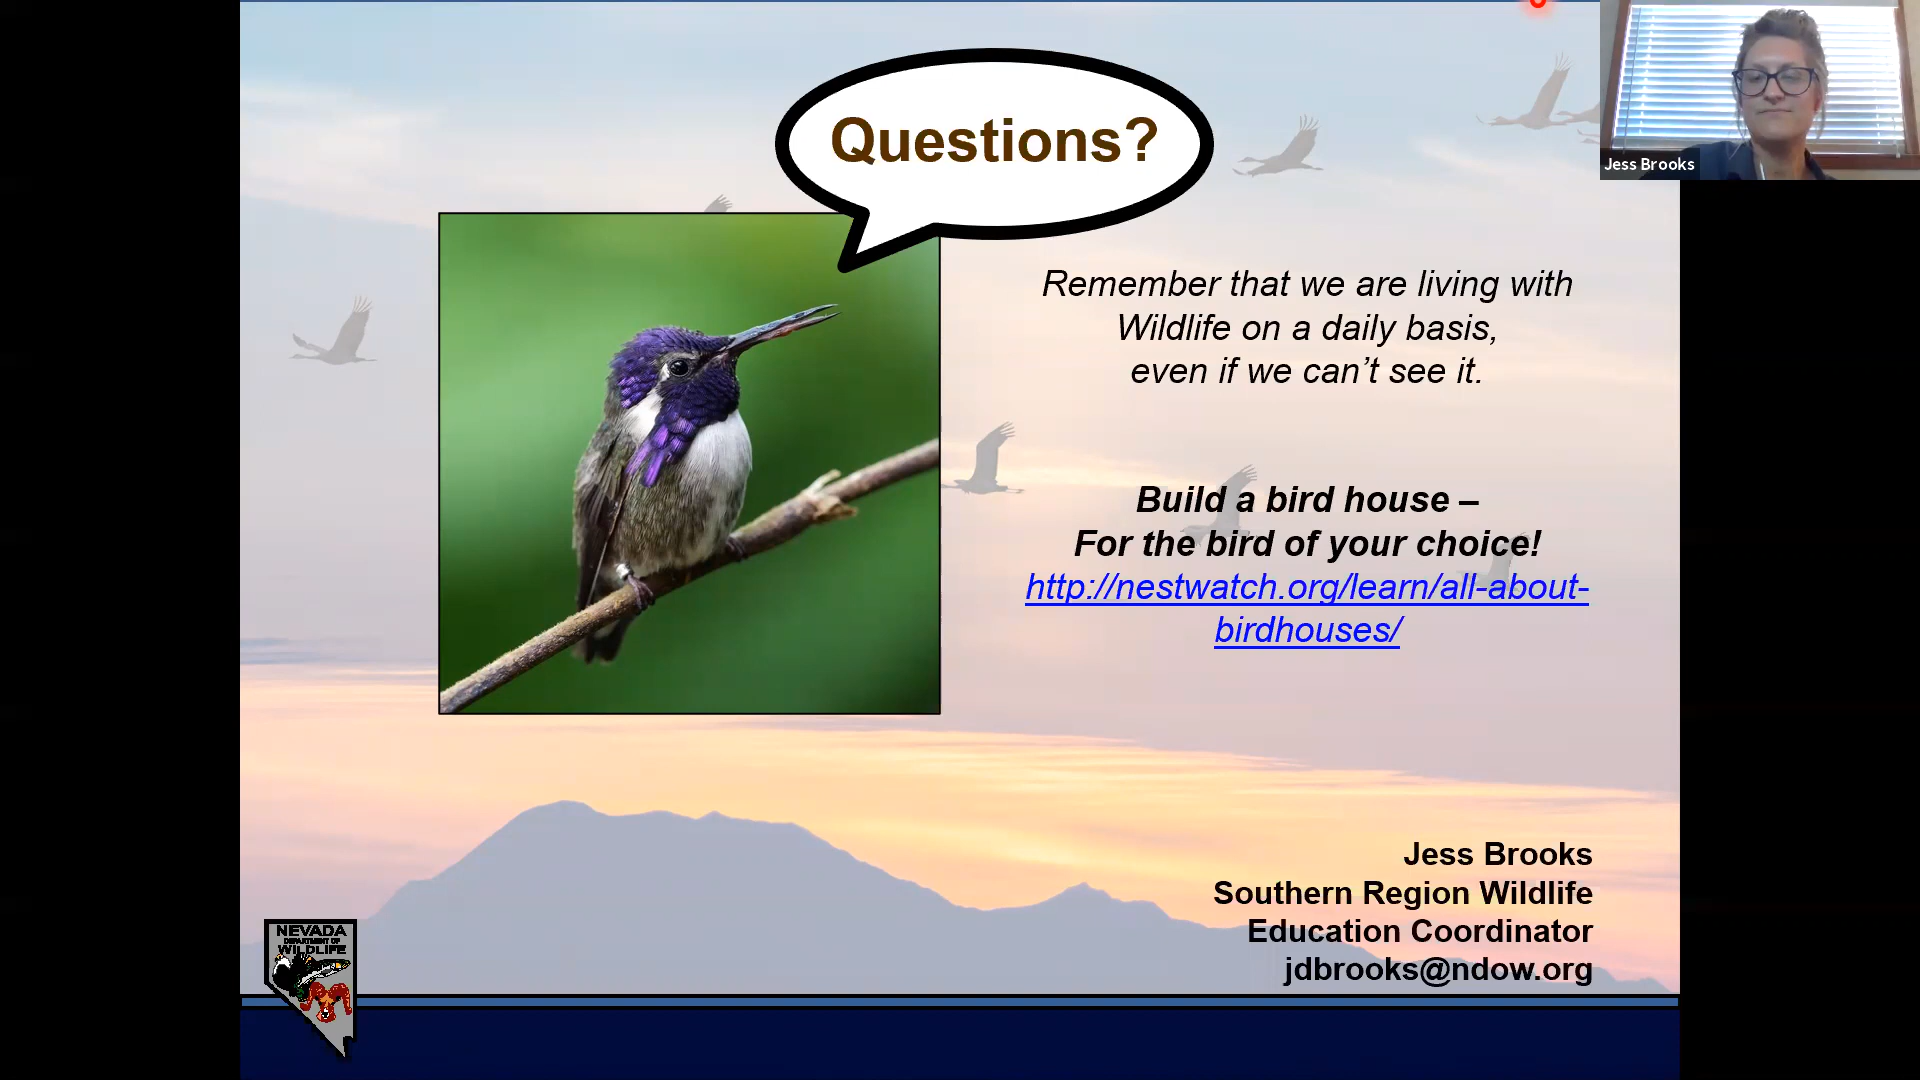 Questions?
Jess Brooks
Remember that we are living with
Wildlife on a daily basis,
even if we can’t see it.
Build a bird house –
For the bird of your choice!
http://nestwatch.org/learn/all-about-
birdhouses/
Jess Brooks
Southern Region Wildlife
Education Coordinator
jdbrooks@ndow.org
NEVADA
DEPARTMENT OF
WILDLIFE